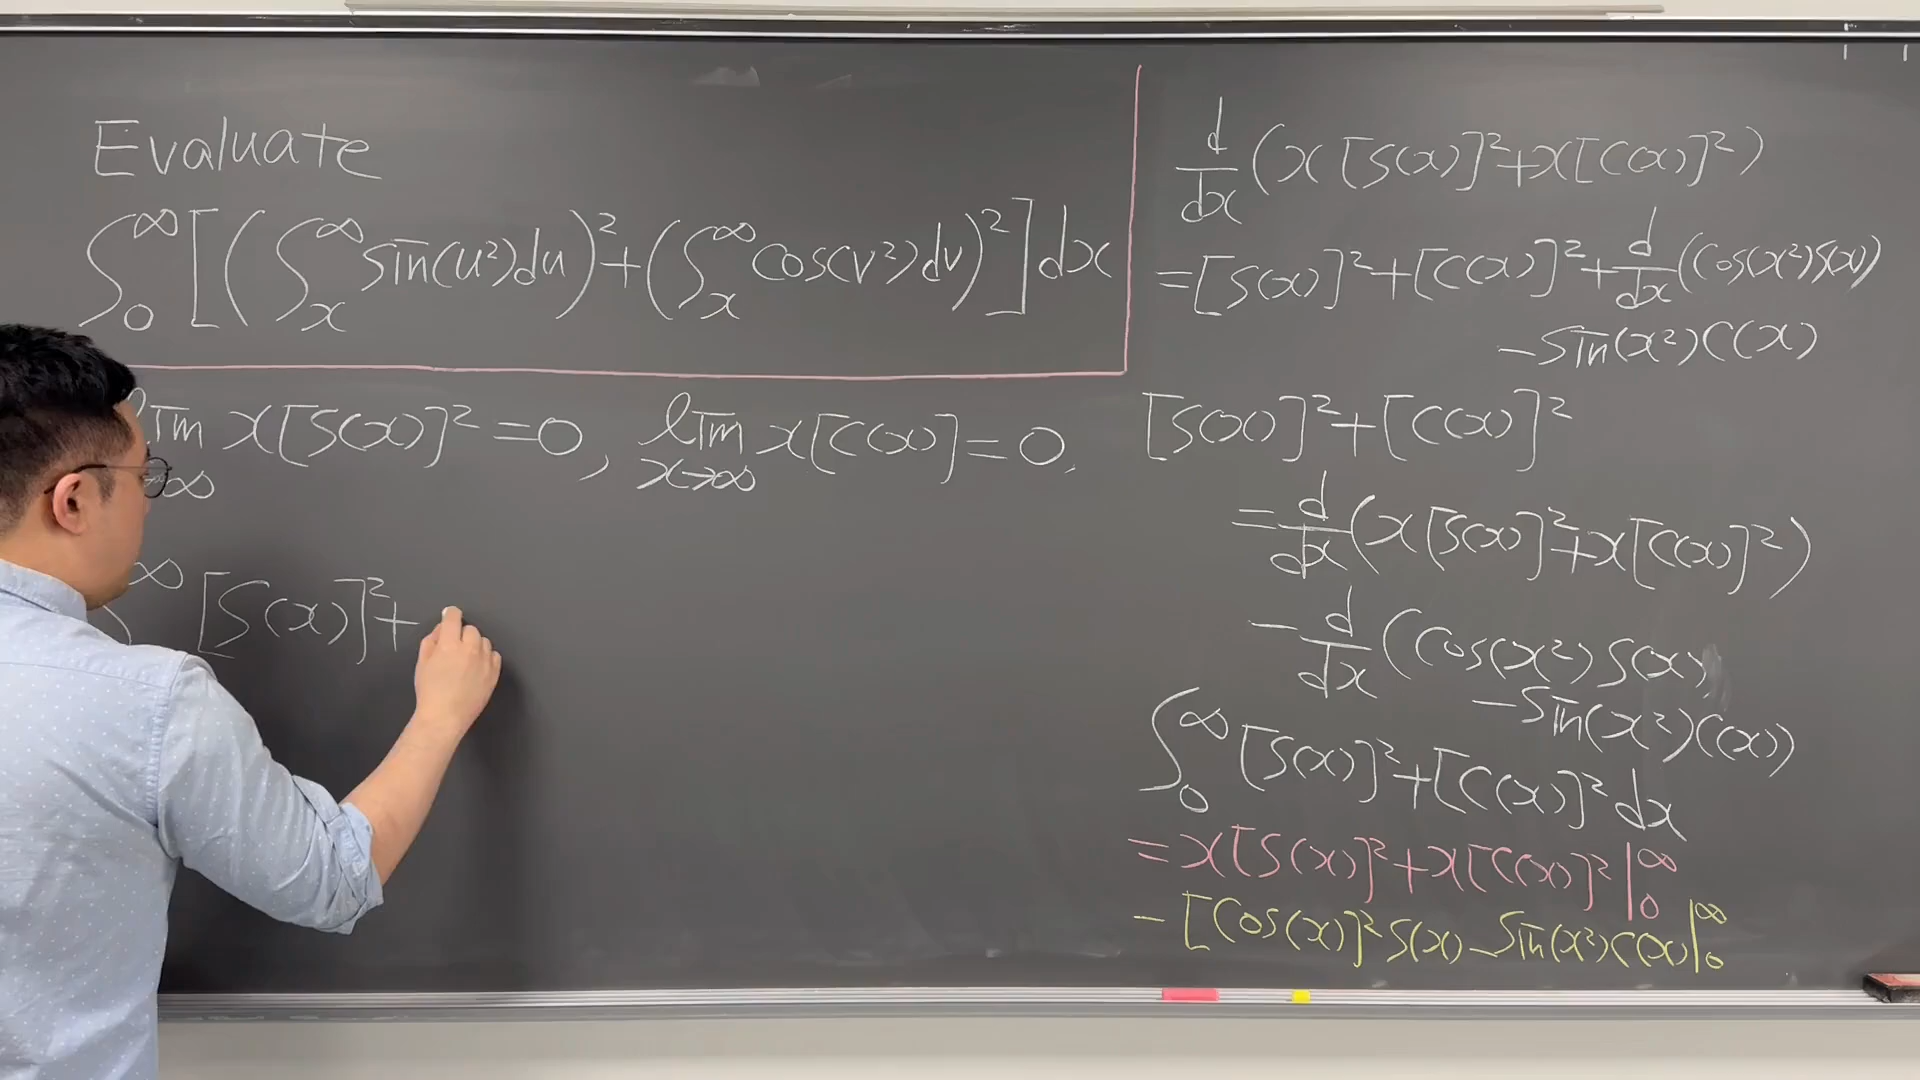 Evaluate
∫₀^∞ [(∫ₓ^∞ sin(u²)du)² + (∫ₓ^∞ cos(v²)dv)²] dx
lim x[S(x)]² = 0, lim x[C(x)] = 0.
→∞ x→∞
∞ [S(x)]² +
d/dx (x[S(x)]² + x[C(x)]²)
= [S(x)]² + [C(x)]² + d/dx (cos(x²)S(x)
− sin(x²)C(x)
[S(x)]² + [C(x)]²
= d/dx (x[S(x)]² + x[C(x)]²)
− d/dx (cos(x²)S(x)
− sin(x²)C(x))
∫₀^∞ [S(x)]² + [C(x)]² dx
= x[S(x)]² + x[C(x)]² |₀^∞
− [cos(x)]² S(x) − sin(x²)C(x) |₀^∞